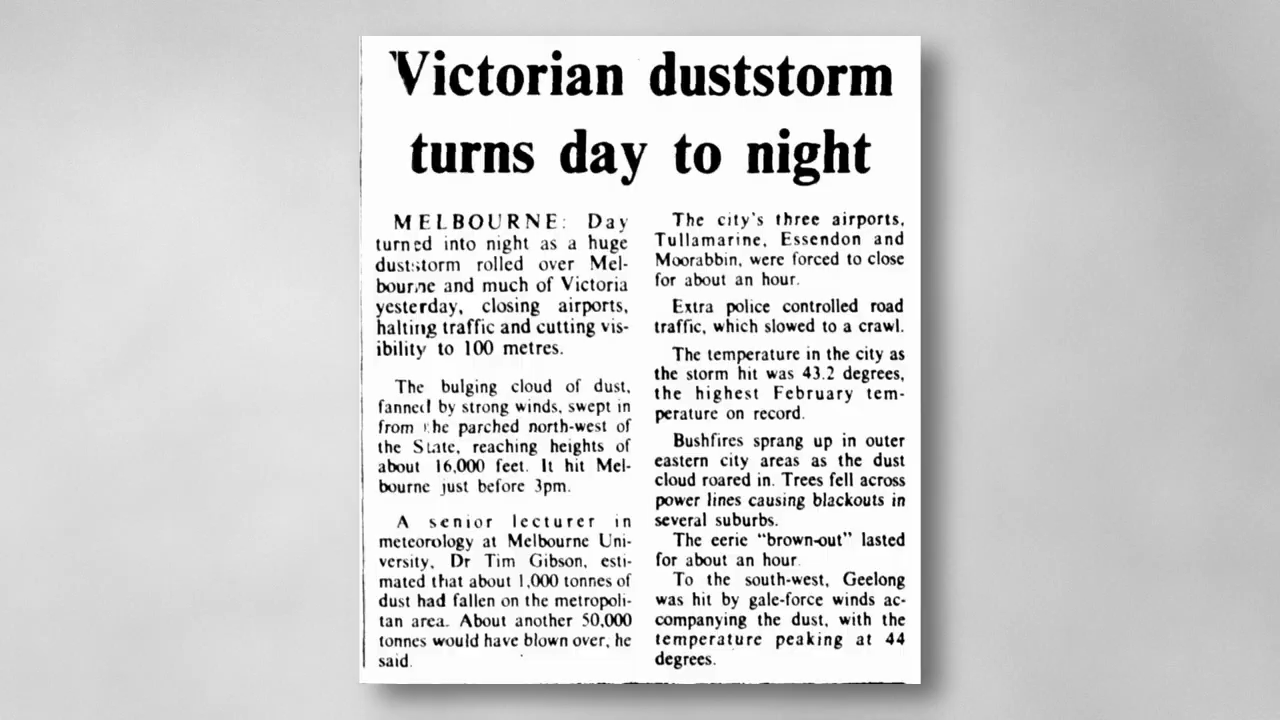 Victorian duststorm
turns day to night
MELBOURNE: Day
turned into night as a huge
duststorm rolled over Mel-
bourne and much of Victoria
yesterday, closing airports,
halting traffic and cutting vis-
ibility to 100 metres.
The bulging cloud of dust,
fanned by strong winds, swept in
from the parched north-west of
the State, reaching heights of
about 16,000 feet. It hit Mel-
bourne just before 3pm.
A senior lecturer in
meteorology at Melbourne Uni-
versity, Dr Tim Gibson, esti-
mated that about 1,000 tonnes of
dust had fallen on the metropoli-
tan area. About another 50,000
tonnes would have blown over, he
said.
The city's three airports,
Tullamarine, Essendon and
Moorabbin, were forced to close
for about an hour.
Extra police controlled road
traffic, which slowed to a crawl.
The temperature in the city as
the storm hit was 43.2 degrees,
the highest February tem-
perature on record.
Bushfires sprang up in outer
eastern city areas as the dust
cloud roared in. Trees fell across
power lines causing blackouts in
several suburbs.
The eerie "brown-out" lasted
for about an hour.
To the south-west, Geelong
was hit by gale-force winds ac-
companying the dust, with the
temperature peaking at 44
degrees.